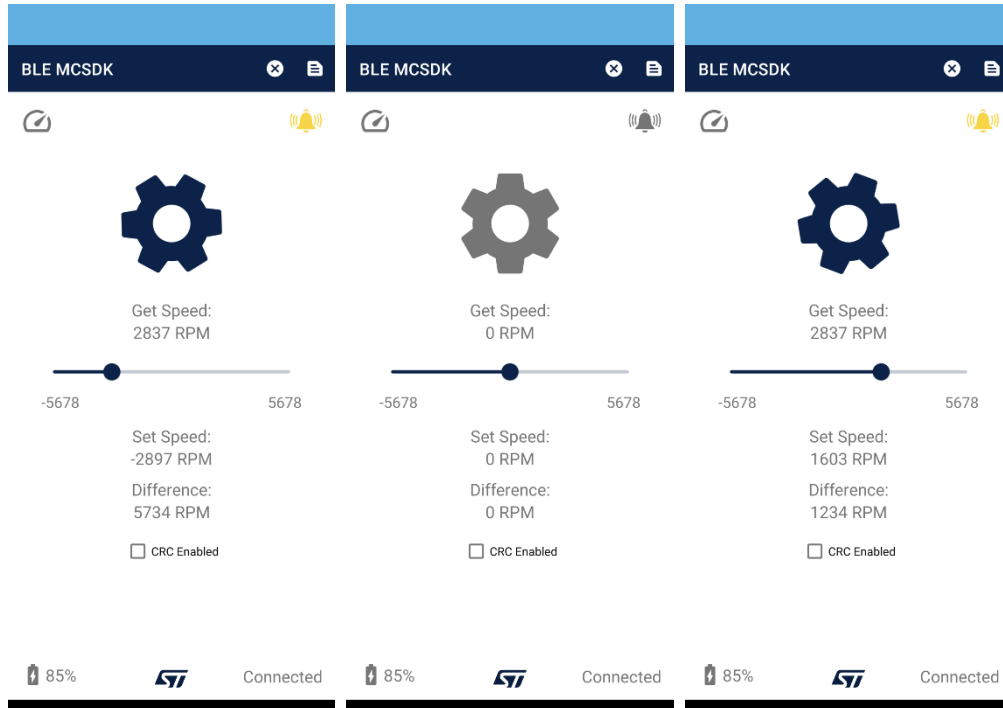 BLE MCSDK
Get Speed:
2837 RPM
-5678 5678
Set Speed:
-2897 RPM
Difference:
5734 RPM
CRC Enabled
85% ST Connected
BLE MCSDK
Get Speed:
0 RPM
-5678 5678
Set Speed:
0 RPM
Difference:
0 RPM
CRC Enabled
85% ST Connected
BLE MCSDK
Get Speed:
2837 RPM
-5678 5678
Set Speed:
1603 RPM
Difference:
1234 RPM
CRC Enabled
85% ST Connected